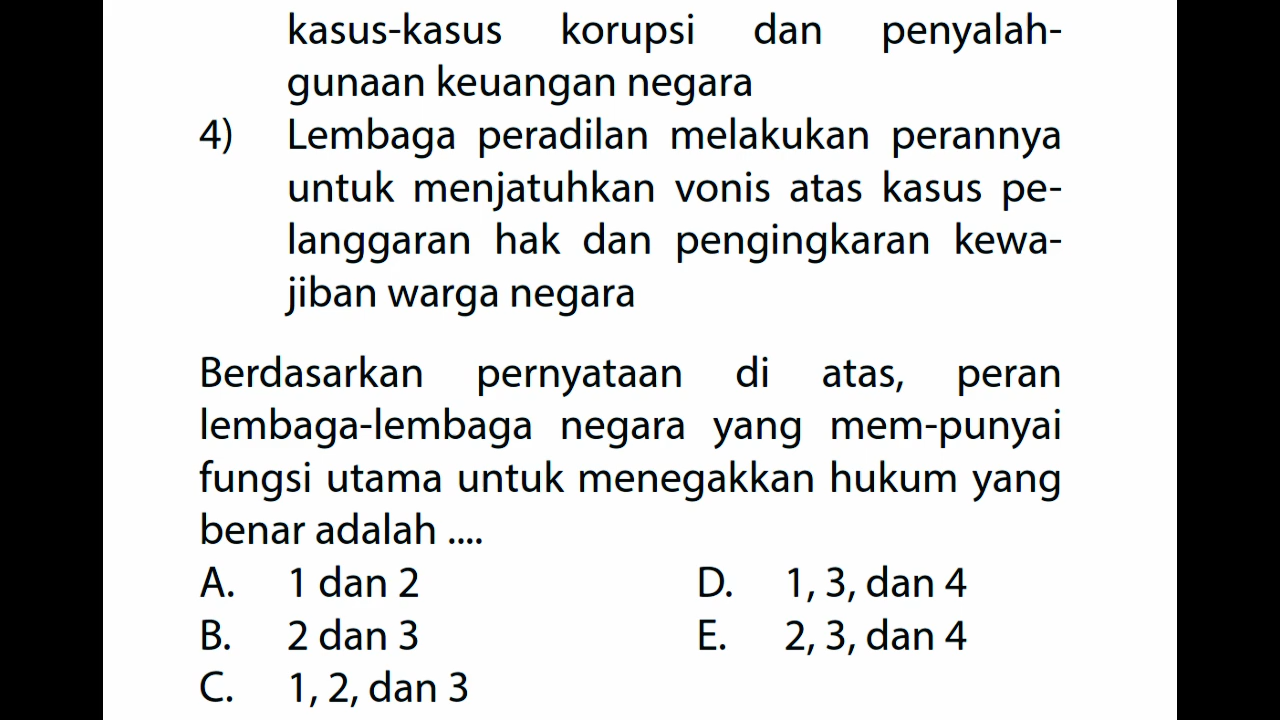 kasus-kasus korupsi dan penyalah-
gunaan keuangan negara
4) Lembaga peradilan melakukan perannya
untuk menjatuhkan vonis atas kasus pe-
langgaran hak dan pengingkaran kewa-
jiban warga negara
Berdasarkan pernyataan di atas, peran
lembaga-lembaga negara yang mem-punyai
fungsi utama untuk menegakkan hukum yang
benar adalah ....
A. 1 dan 2 D. 1, 3, dan 4
B. 2 dan 3 E. 2, 3, dan 4
C. 1, 2, dan 3